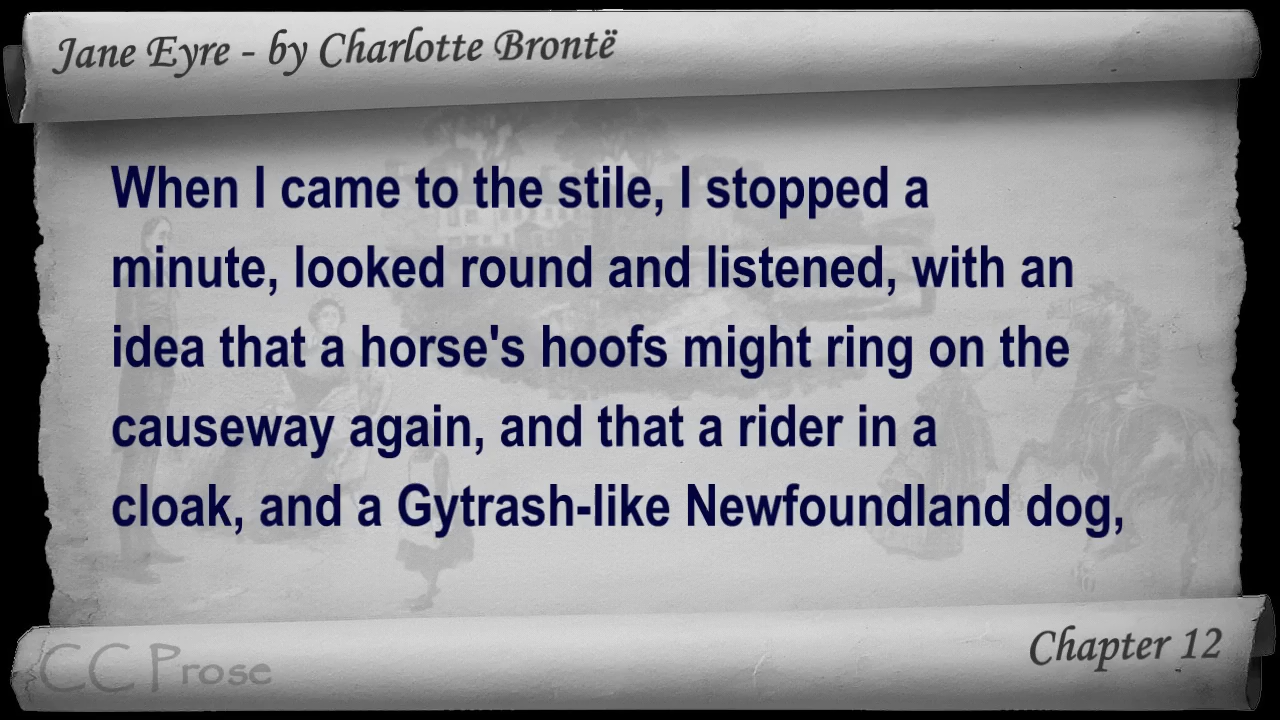 Jane Eyre - by Charlotte Brontë
When I came to the stile, I stopped a
minute, looked round and listened, with an
idea that a horse's hoofs might ring on the
causeway again, and that a rider in a
cloak, and a Gytrash-like Newfoundland dog,
Chapter 12
CC Prose